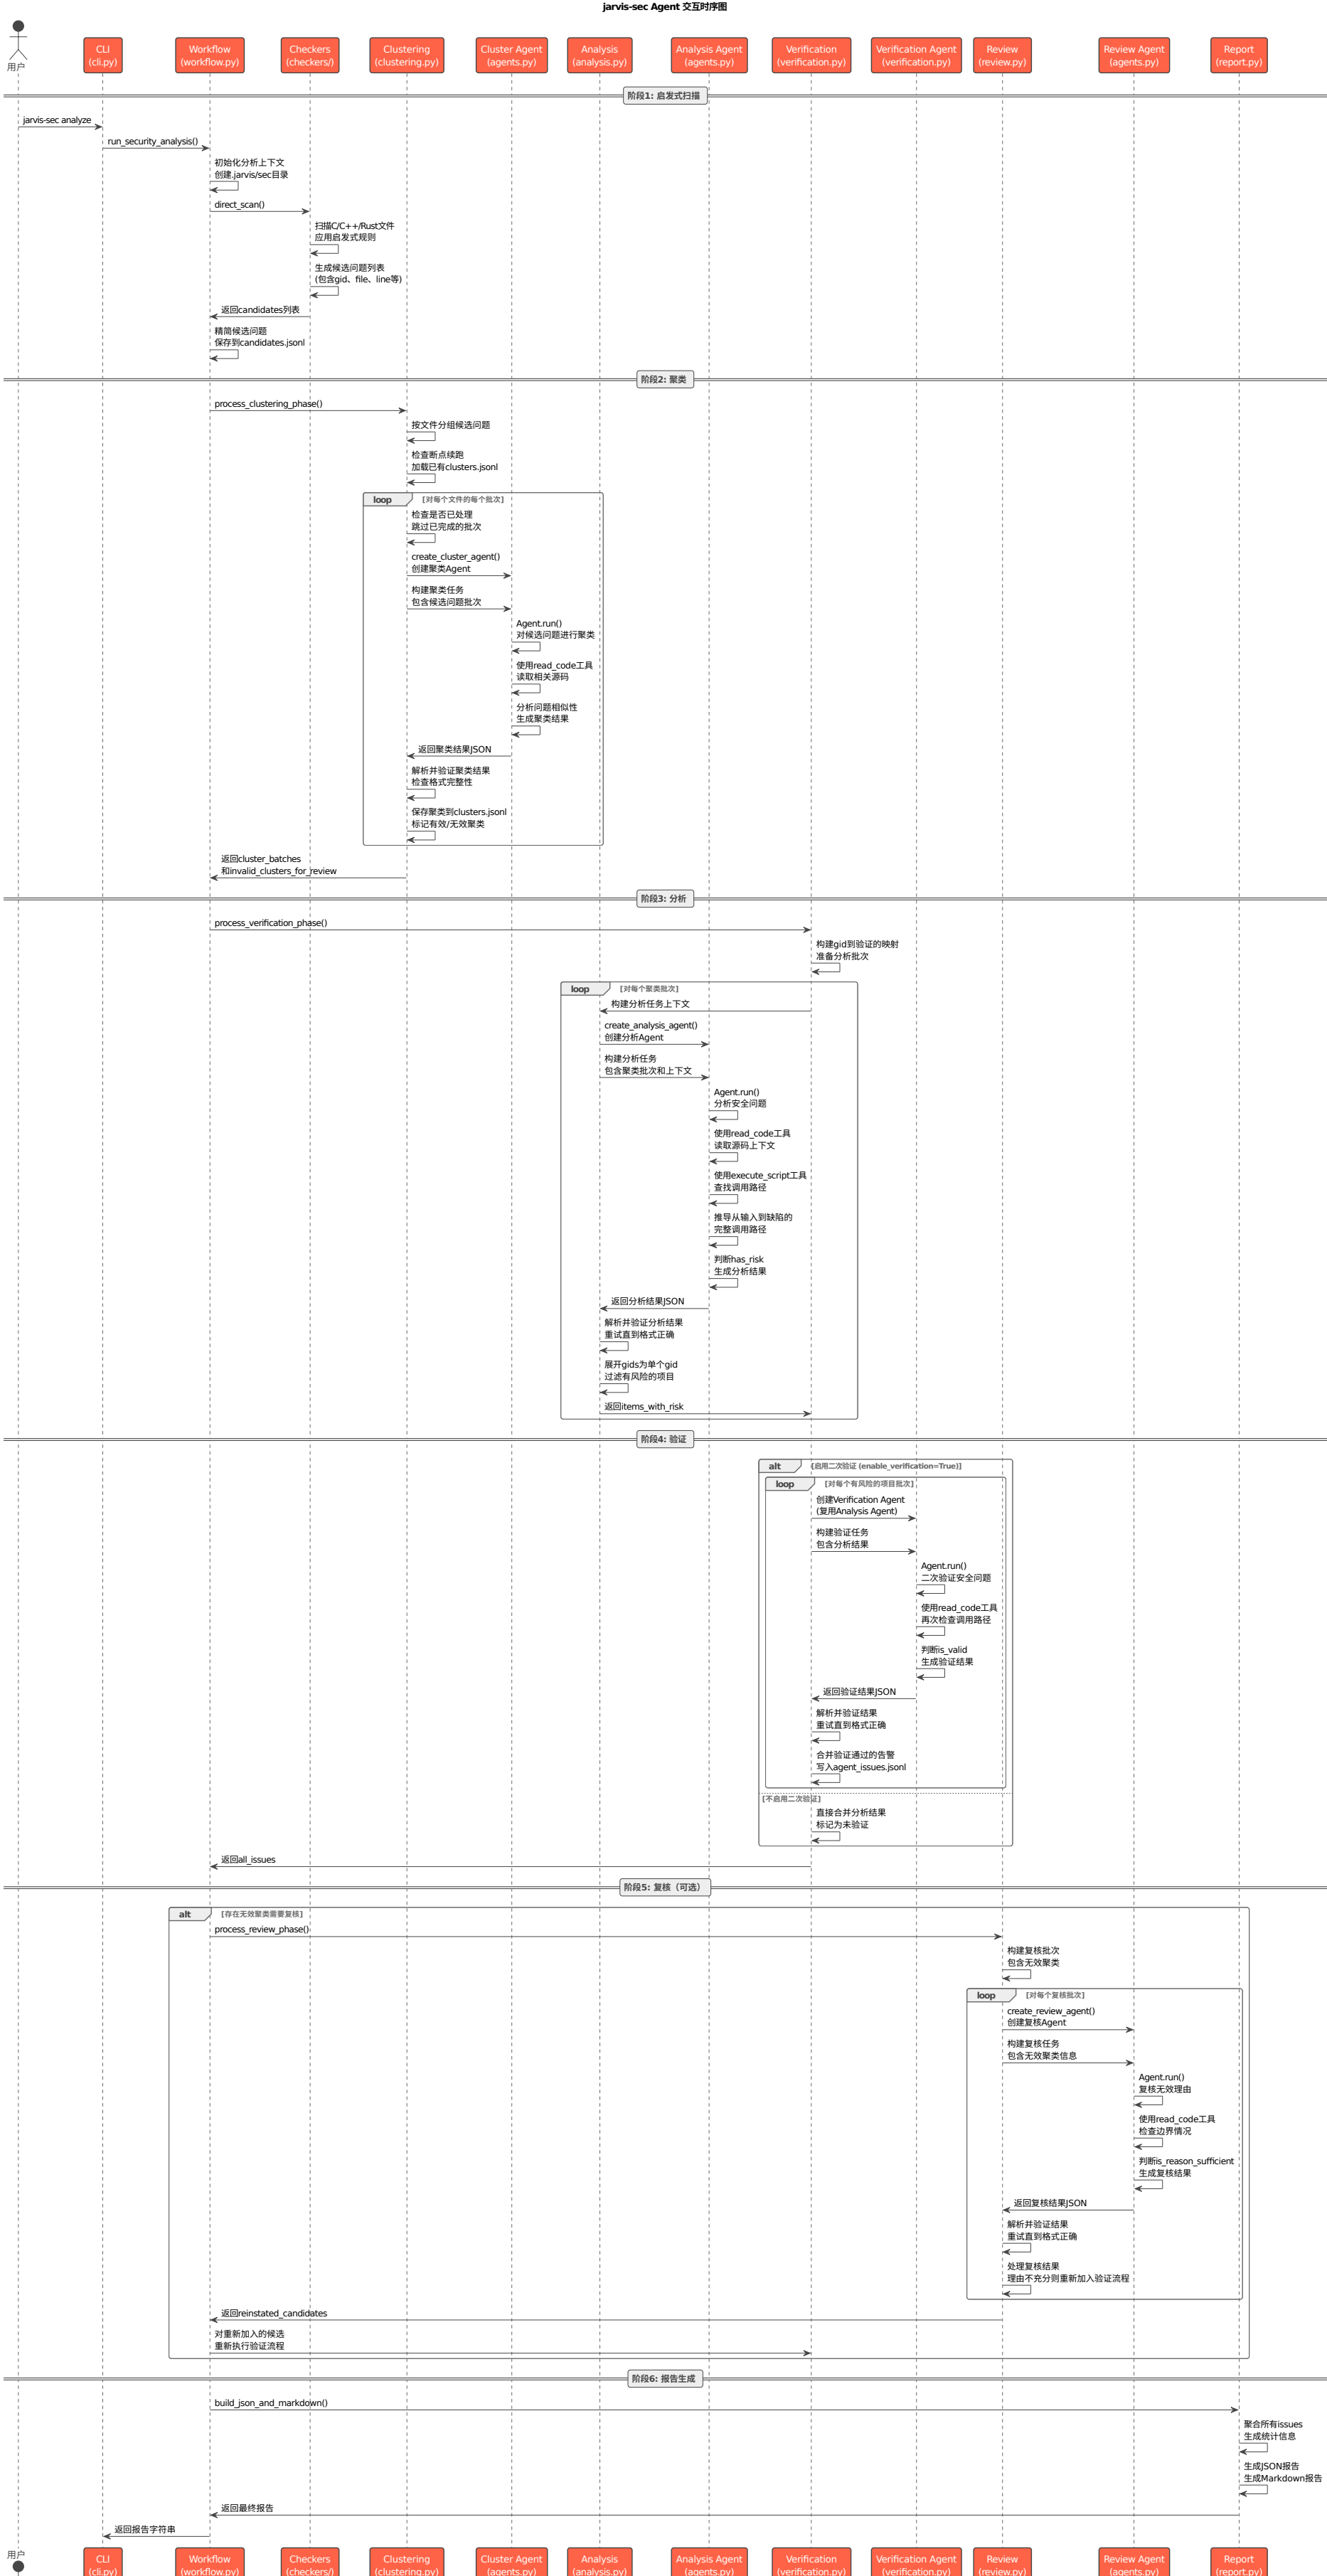 jarvis-sec Agent 交互时序图
用户
CLI
(cli.py)
Workflow
(workflow.py)
Checkers
(checkers/)
Clustering
(clustering.py)
Cluster Agent
(agents.py)
Analysis
(analysis.py)
Analysis Agent
(agents.py)
Verification
(verification.py)
Verification Agent
(verification.py)
Review
(review.py)
Review Agent
(agents.py)
Report
(report.py)
阶段1: 启发式扫描
jarvis-sec analyze
run_security_analysis()
初始化分析上下文
创建.jarvis/sec目录
direct_scan()
扫描C/C++/Rust文件
应用启发式规则
生成候选问题列表
(包含gid、file、line等)
返回candidates列表
精简候选问题
保存到candidates.jsonl
阶段2: 聚类
process_clustering_phase()
按文件分组候选问题
检查断点续跑
加载已有clusters.jsonl
loop [对每个文件的每个批次]
检查是否已处理
跳过已完成的批次
create_cluster_agent()
创建聚类Agent
构建聚类任务
包含候选问题批次
Agent.run()
对候选问题进行聚类
使用read_code工具
读取相关源码
分析问题相似性
生成聚类结果
返回聚类结果JSON
解析并验证聚类结果
检查格式完整性
保存聚类到clusters.jsonl
标记有效/无效聚类
返回cluster_batches
和invalid_clusters_for_review
阶段3: 分析
process_verification_phase()
构建gid到验证的映射
准备分析批次
loop [对每个聚类批次]
构建分析任务上下文
create_analysis_agent()
创建分析Agent
构建分析任务
包含聚类批次和上下文
Agent.run()
分析安全问题
使用read_code工具
读取源码上下文
使用execute_script工具
查找调用路径
推导从输入到缺陷的
完整调用路径
判断has_risk
生成分析结果
返回分析结果JSON
解析并验证分析结果
重试直到格式正确
展开gids为单个gid
过滤有风险的项目
返回items_with_risk
阶段4: 验证
alt [启用二次验证 (enable_verification=True)]
loop [对每个有风险的项目批次]
创建Verification Agent
(复用Analysis Agent)
构建验证任务
包含分析结果
Agent.run()
二次验证安全问题
使用read_code工具
再次检查调用路径
判断is_valid
生成验证结果
返回验证结果JSON
解析并验证结果
重试直到格式正确
合并验证通过的告警
写入agent_issues.jsonl
[不启用二次验证]
直接合并分析结果
标记为未验证
返回all_issues
阶段5: 复核（可选）
alt [存在无效聚类需要复核]
process_review_phase()
构建复核批次
包含无效聚类
loop [对每个复核批次]
create_review_agent()
创建复核Agent
构建复核任务
包含无效聚类信息
Agent.run()
复核无效理由
使用read_code工具
检查边界情况
判断is_reason_sufficient
生成复核结果
返回复核结果JSON
解析并验证结果
重试直到格式正确
处理复核结果
理由不充分则重新加入验证流程
返回reinstated_candidates
对重新加入的候选
重新执行验证流程
阶段6: 报告生成
build_json_and_markdown()
聚合所有issues
生成统计信息
生成JSON报告
生成Markdown报告
返回最终报告
返回报告字符串
用户
CLI
(cli.py)
Workflow
(workflow.py)
Checkers
(checkers/)
Clustering
(clustering.py)
Cluster Agent
(agents.py)
Analysis
(analysis.py)
Analysis Agent
(agents.py)
Verification
(verification.py)
Verification Agent
(verification.py)
Review
(review.py)
Review Agent
(agents.py)
Report
(report.py)